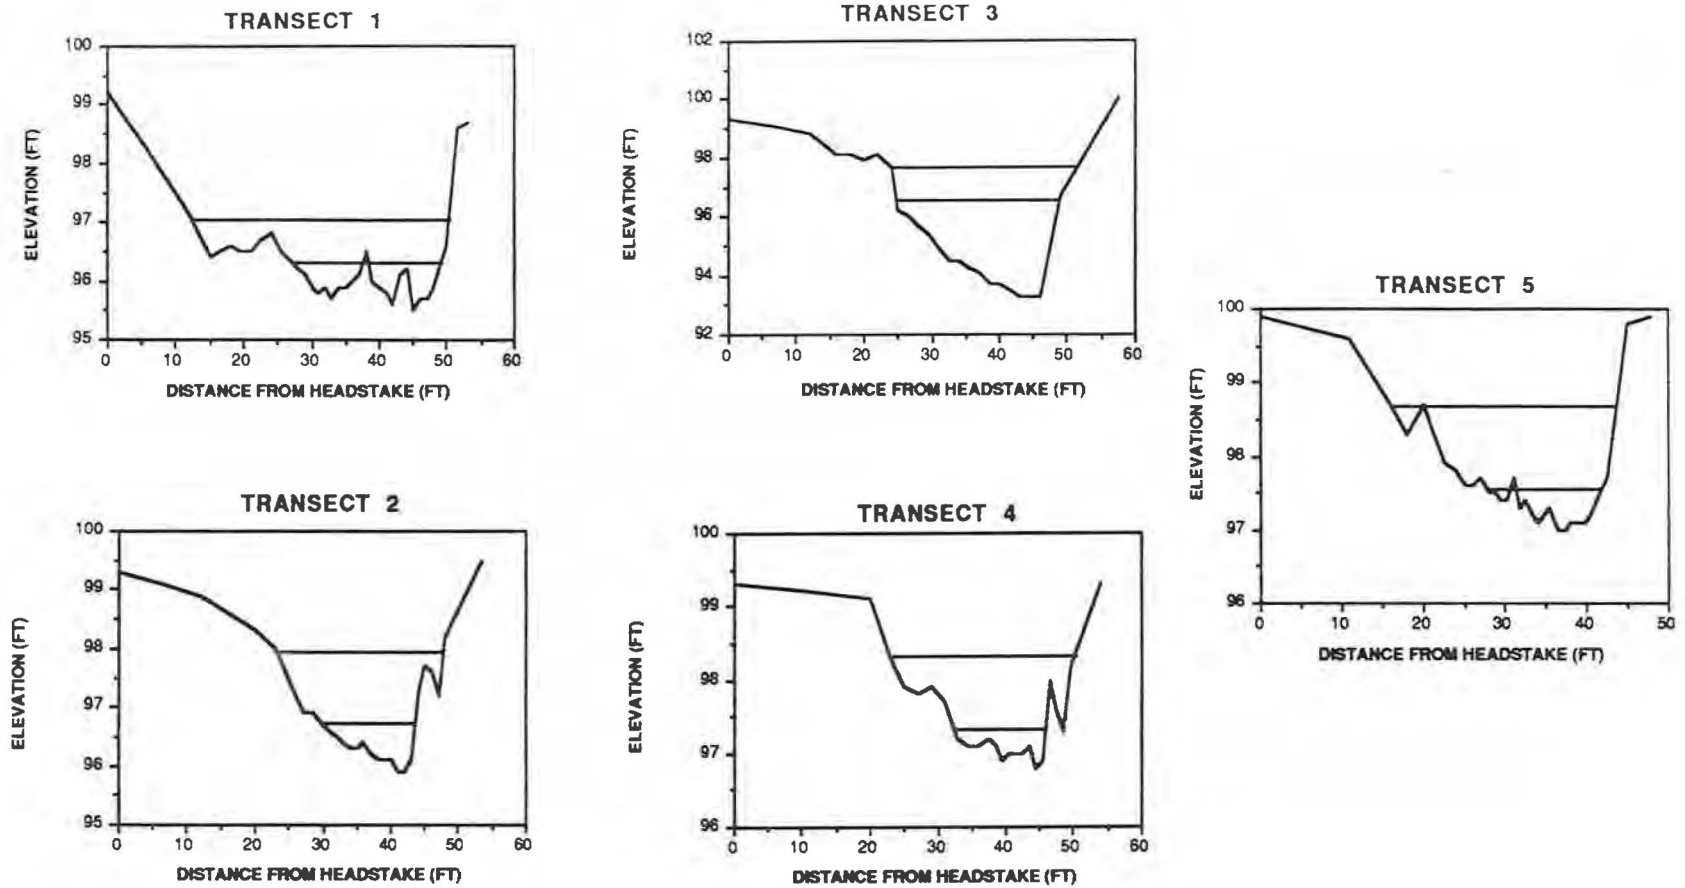 TRANSECT 1
100
99
98
97
96
95
0 10 20 30 40 50 60
ELEVATION (FT)
DISTANCE FROM HEADSTAKE (FT)
TRANSECT 2
100
99
98
97
96
95
0 10 20 30 40 50 60
ELEVATION (FT)
DISTANCE FROM HEADSTAKE (FT)
TRANSECT 3
102
100
98
96
94
92
0 10 20 30 40 50 60
ELEVATION (FT)
DISTANCE FROM HEADSTAKE (FT)
TRANSECT 4
100
99
98
97
96
0 10 20 30 40 50 60
ELEVATION (FT)
DISTANCE FROM HEADSTAKE (FT)
TRANSECT 5
100
99
98
97
96
0 10 20 30 40 50
ELEVATION (FT)
DISTANCE FROM HEADSTAKE (FT)